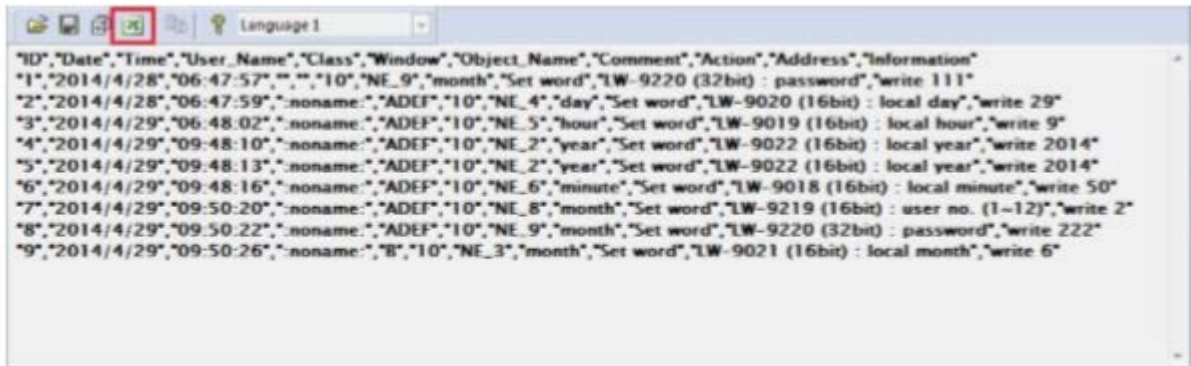 Language 1
"ID","Date","Time","User_Name","Class","Window","Object_Name","Comment","Action","Address","Information"
"1","2014/4/28","06:47:57","","","10","NE_9","month","Set word","LW-9220 (32bit) : password","write 111"
"2","2014/4/28","06:47:59",":noname:","ADEF","10","NE_4","day","Set word","LW-9020 (16bit) : local day","write 29"
"3","2014/4/29","06:48:02",":noname:","ADEF","10","NE_5","hour","Set word","LW-9019 (16bit) : local hour","write 9"
"4","2014/4/29","09:48:10",":noname:","ADEF","10","NE_2","year","Set word","LW-9022 (16bit) : local year","write 2014"
"5","2014/4/29","09:48:13",":noname:","ADEF","10","NE_2","year","Set word","LW-9022 (16bit) : local year","write 2014"
"6","2014/4/29","09:48:16",":noname:","ADEF","10","NE_6","minute","Set word","LW-9018 (16bit) : local minute","write 50"
"7","2014/4/29","09:50:20",":noname:","ADEF","10","NE_8","month","Set word","LW-9219 (16bit) : user no. (1~12)","write 2"
"8","2014/4/29","09:50:22",":noname:","ADEF","10","NE_9","month","Set word","LW-9220 (32bit) : password","write 222"
"9","2014/4/29","09:50:26",":noname:","B","10","NE_3","month","Set word","LW-9021 (16bit) : local month","write 6"